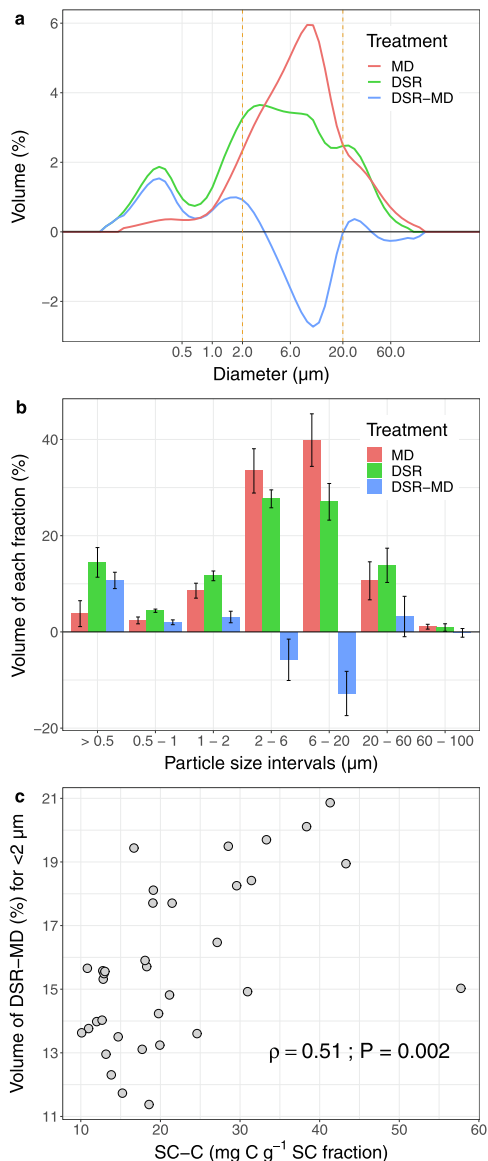 a
Treatment
MD
DSR
DSR−MD
Volume (%)
6
4
2
0
−2
0.5 1.0 2.0 6.0 20.0 60.0
Diameter (µm)
b
Treatment
MD
DSR
DSR−MD
Volume of each fraction (%)
40
20
0
−20
> 0.5 0.5 − 1 1 − 2 2 − 6 6 − 20 20 − 60 60 − 100
Particle size intervals (µm)
c
Volume of DSR−MD (%) for <2 µm
21
19
17
15
13
11
ρ = 0.51 ; P = 0.002
10 20 30 40 50 60
SC−C (mg C g⁻¹ SC fraction)